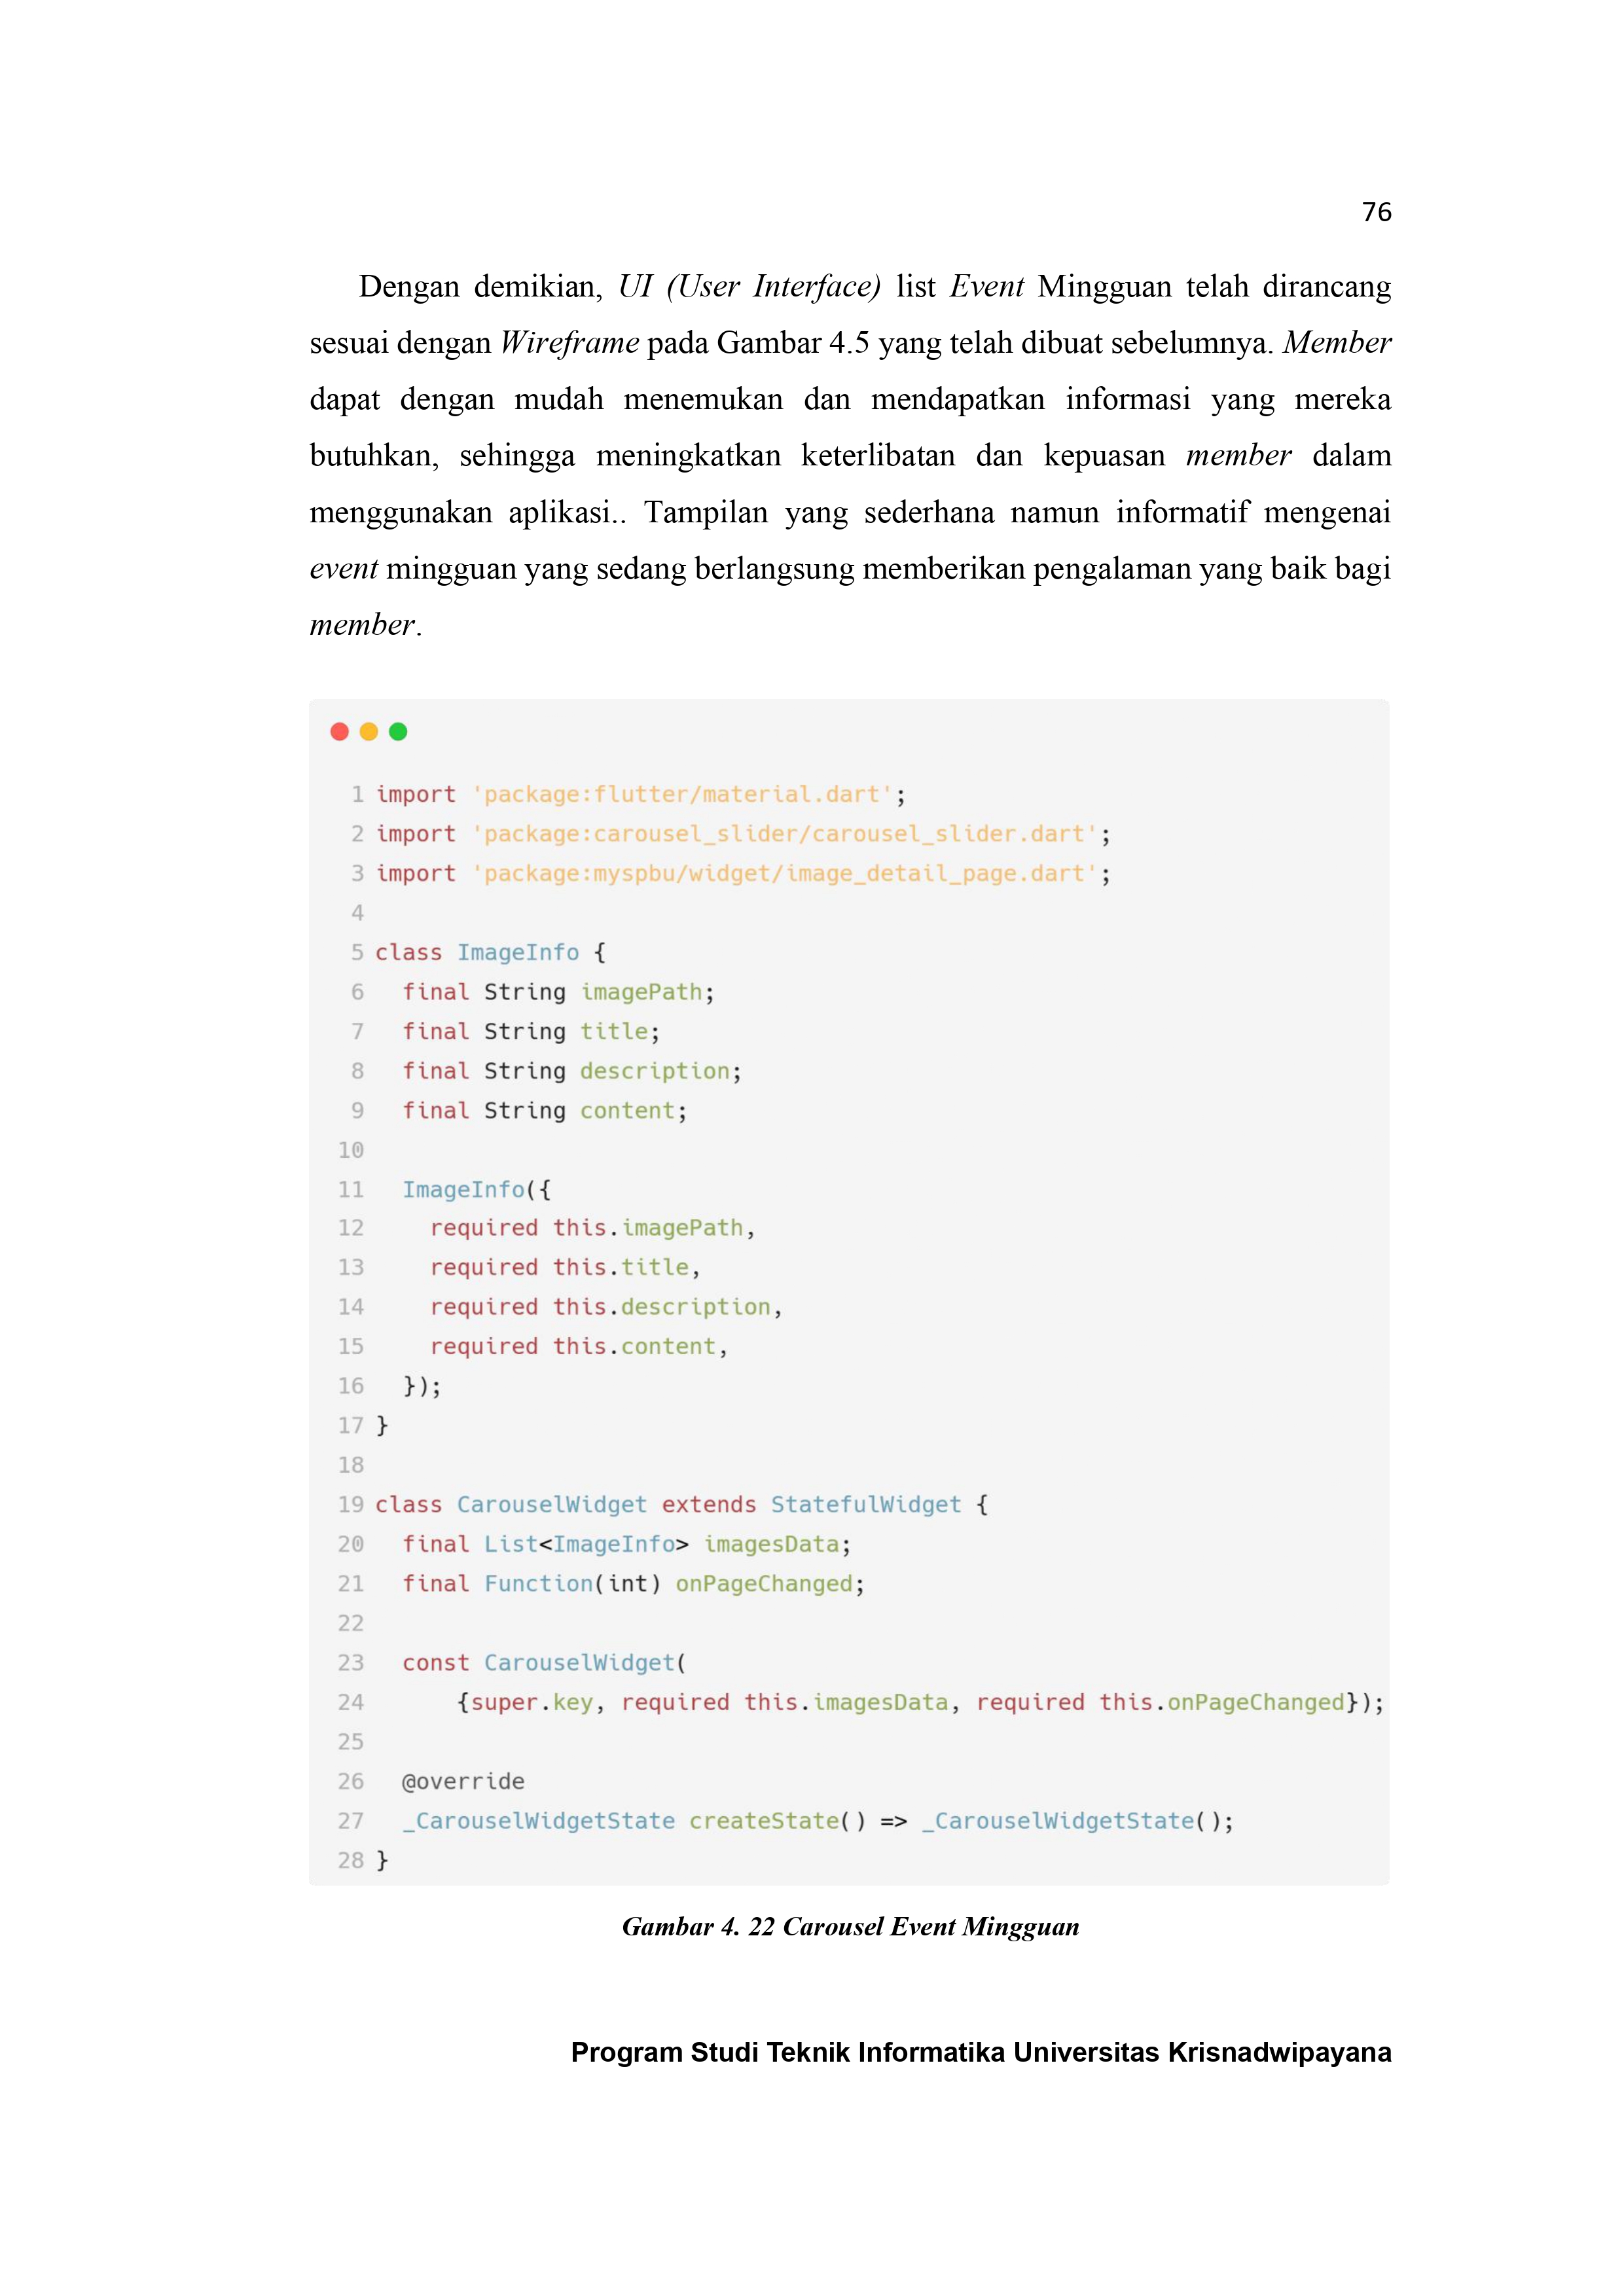 76
Dengan demikian, UI (User Interface) list Event Mingguan telah dirancang
sesuai dengan Wireframe pada Gambar 4.5 yang telah dibuat sebelumnya. Member
dapat dengan mudah menemukan dan mendapatkan informasi yang mereka
butuhkan, sehingga meningkatkan keterlibatan dan kepuasan member dalam
menggunakan aplikasi.. Tampilan yang sederhana namun informatif mengenai
event mingguan yang sedang berlangsung memberikan pengalaman yang baik bagi
member.
1 import 'package:flutter/material.dart';
2 import 'package:carousel_slider/carousel_slider.dart';
3 import 'package:myspbu/widget/image_detail_page.dart';
4
5 class ImageInfo {
6   final String imagePath;
7   final String title;
8   final String description;
9   final String content;
10
11   ImageInfo({
12     required this.imagePath,
13     required this.title,
14     required this.description,
15     required this.content,
16   });
17 }
18
19 class CarouselWidget extends StatefulWidget {
20   final List<ImageInfo> imagesData;
21   final Function(int) onPageChanged;
22
23   const CarouselWidget(
24       {super.key, required this.imagesData, required this.onPageChanged});
25
26   @override
27   _CarouselWidgetState createState() => _CarouselWidgetState();
28 }
Gambar 4. 22 Carousel Event Mingguan
Program Studi Teknik Informatika Universitas Krisnadwipayana